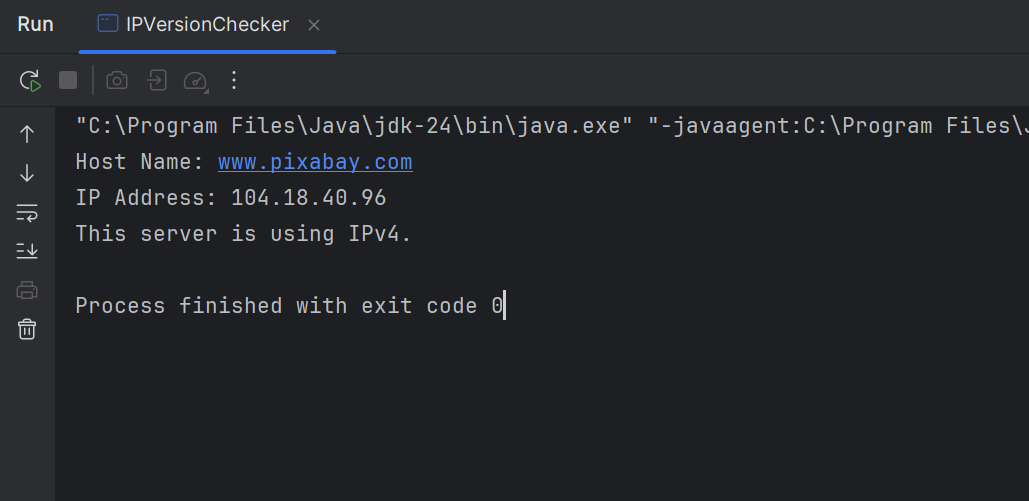 Run IPVersionChecker
"C:\Program Files\Java\jdk-24\bin\java.exe" "-javaagent:C:\Program Files\J
Host Name: www.pixabay.com
IP Address: 104.18.40.96
This server is using IPv4.
Process finished with exit code 0